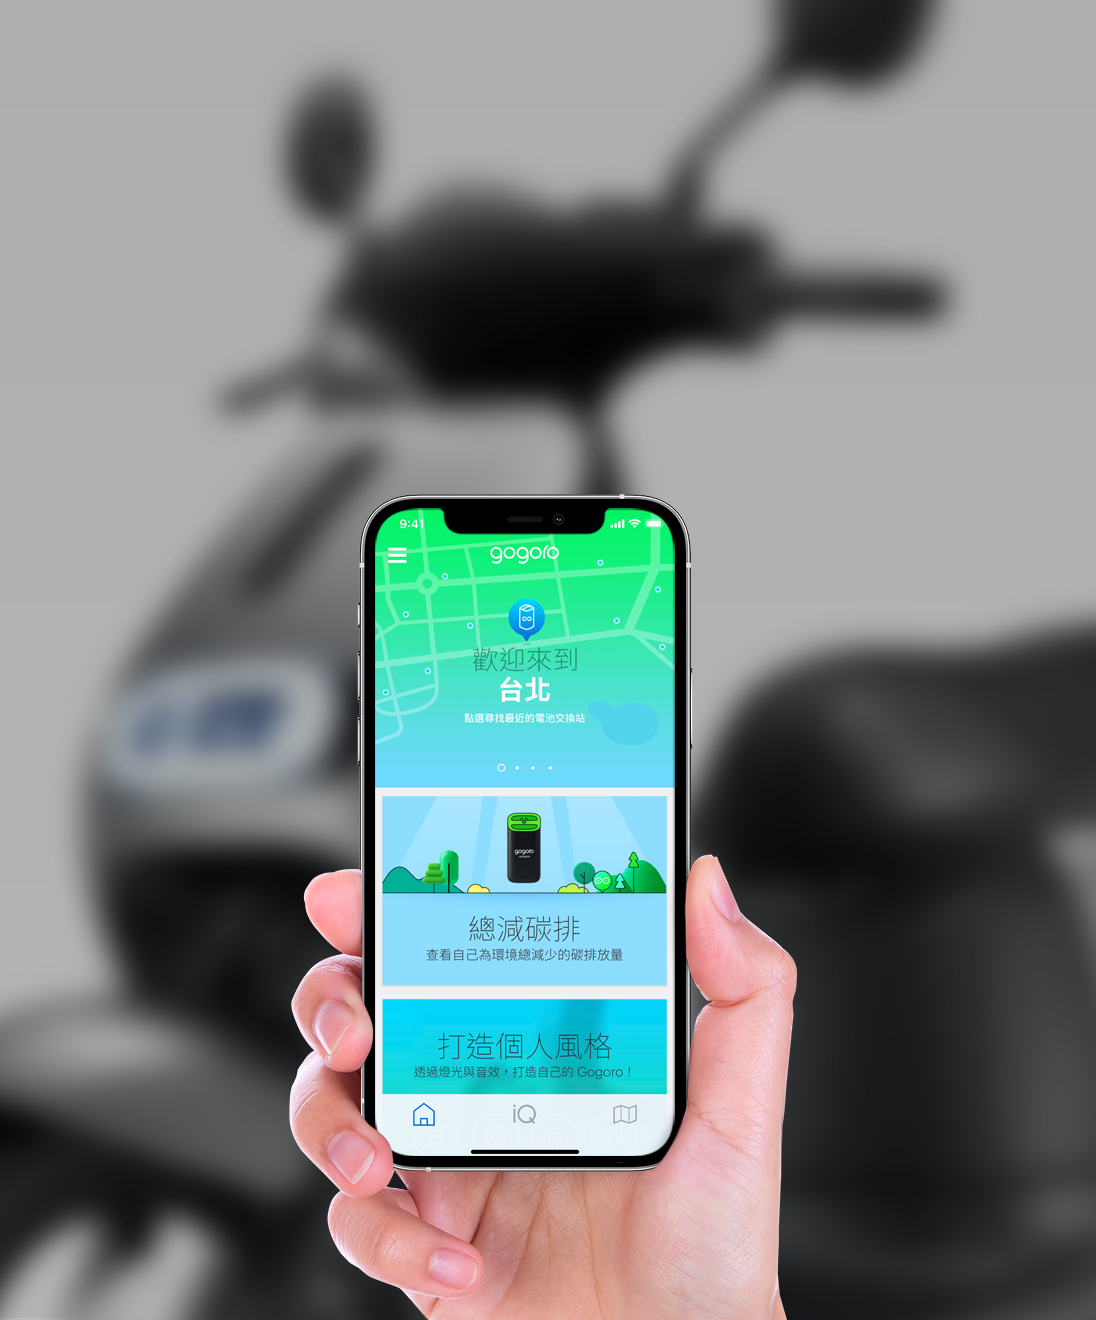 9:41
gogoro
歡迎來到
台北
點選尋找最近的電池交換站
gogoro
總減碳排
查看自己為環境總減少的碳排放量
打造個人風格
透過燈光與音效，打造自己的 Gogoro！
iQ